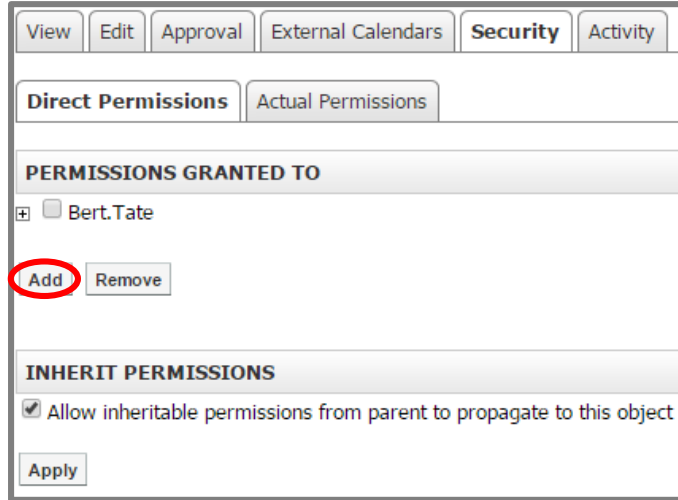 View Edit Approval External Calendars Security Activity
Direct Permissions Actual Permissions
PERMISSIONS GRANTED TO
Bert.Tate
Add Remove
INHERIT PERMISSIONS
Allow inheritable permissions from parent to propagate to this object
Apply